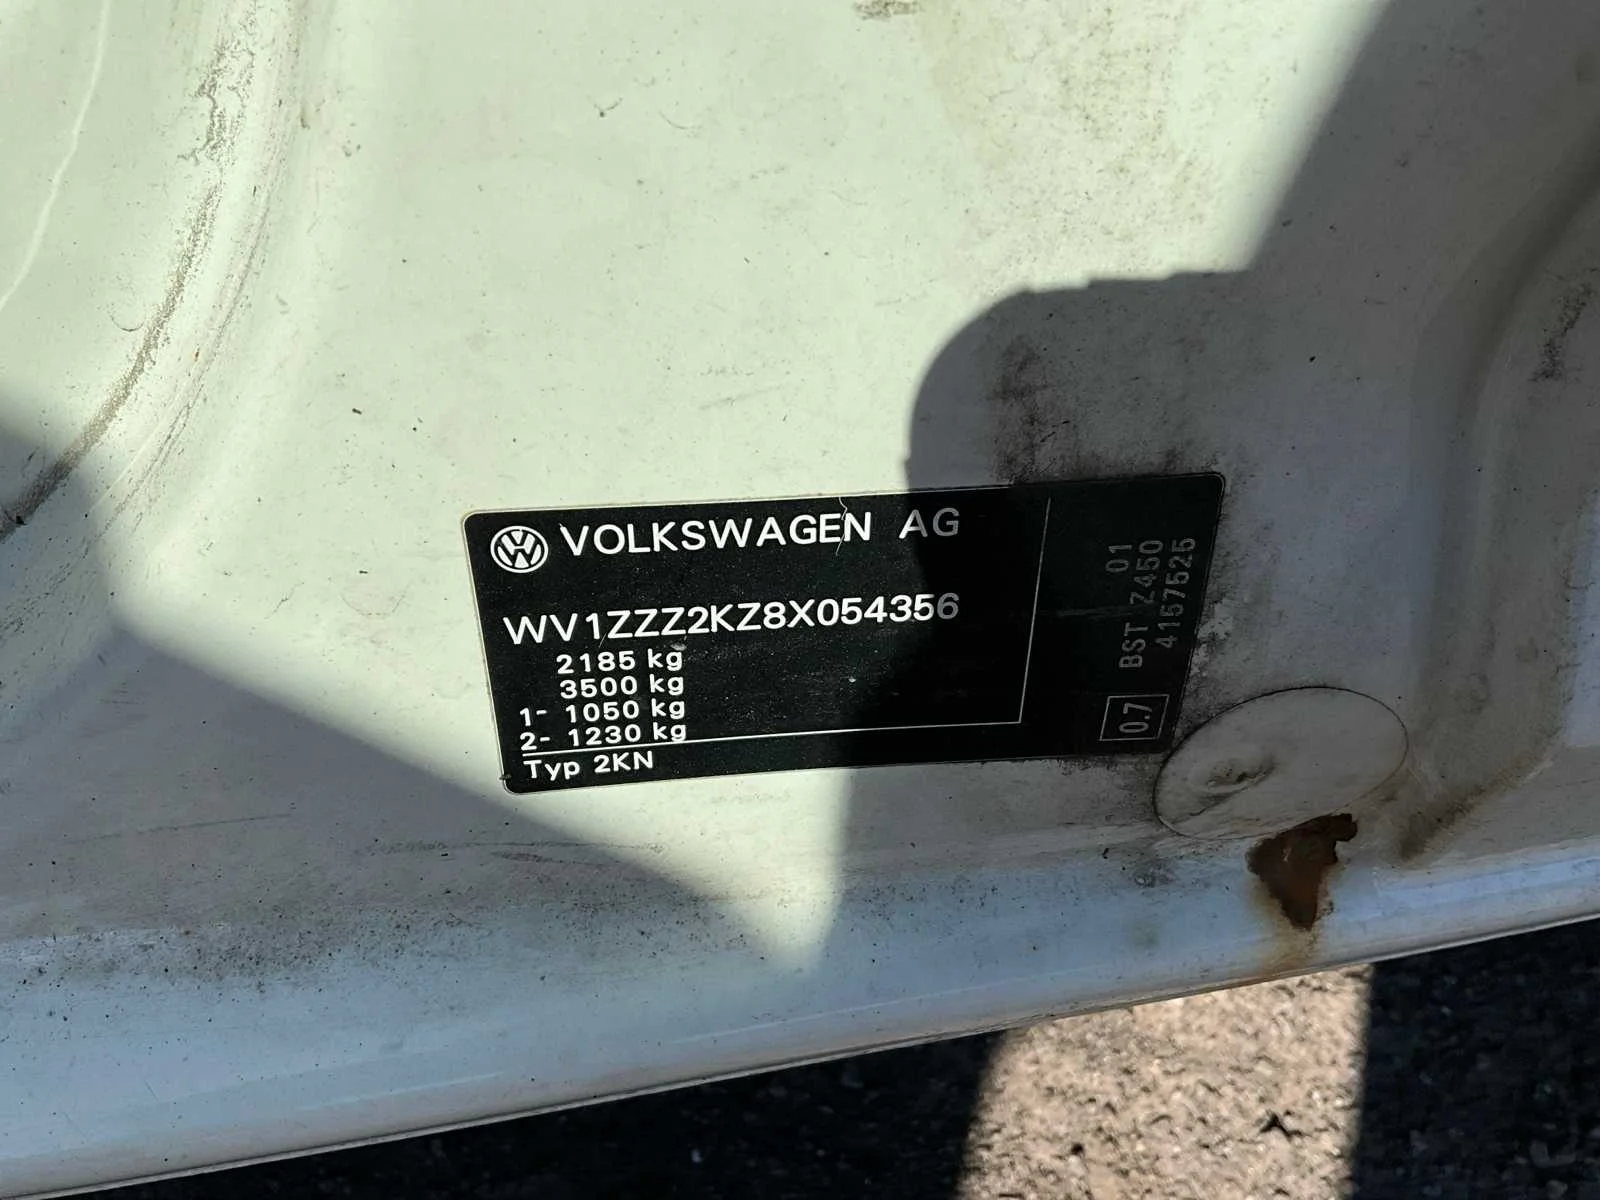 VOLKSWAGEN AG
WV1ZZZ2KZ8X054356
2185 kg
3500 kg
1- 1050 kg
2- 1230 kg
Typ 2KN
01
BST Z450
4157525
0.7